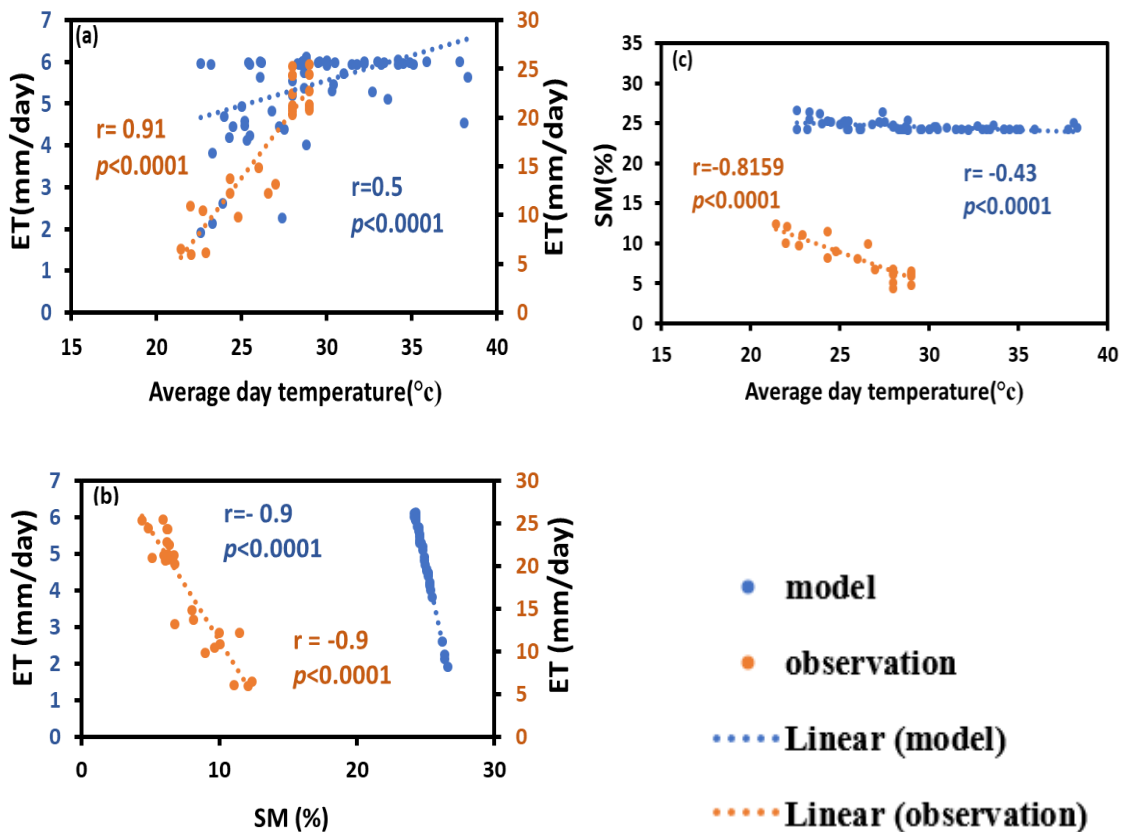 (a)
ET(mm/day)
7
6
5
4
3
2
1
0
r= 0.91
p<0.0001
r=0.5
p<0.0001
30
25
20
15
10
5
0
ET(mm/day)
15 20 25 30 35 40
Average day temperature(°c)
(c)
SM(%)
35
30
25
20
15
10
5
0
r=-0.8159
p<0.0001
r= -0.43
p<0.0001
15 20 25 30 35 40
Average day temperature(°c)
(b)
ET (mm/day)
7
6
5
4
3
2
1
0
r=- 0.9
p<0.0001
r = -0.9
p<0.0001
30
25
20
15
10
5
0
ET (mm/day)
0 10 20 30
SM (%)
model
observation
Linear (model)
Linear (observation)